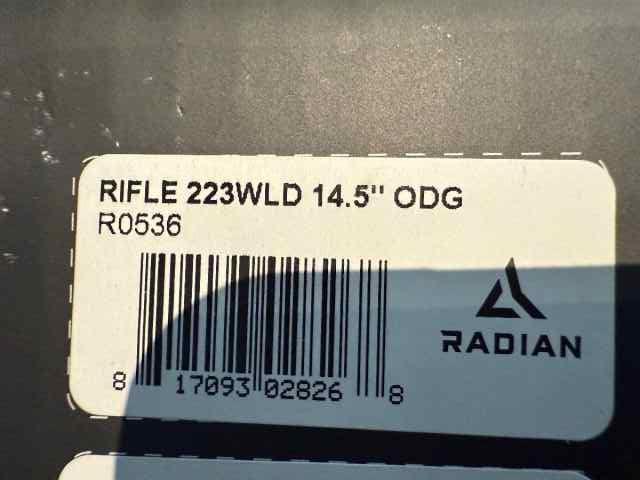 RIFLE 223WLD 14.5" ODG
R0536
RADIAN
8 17093 02826 8